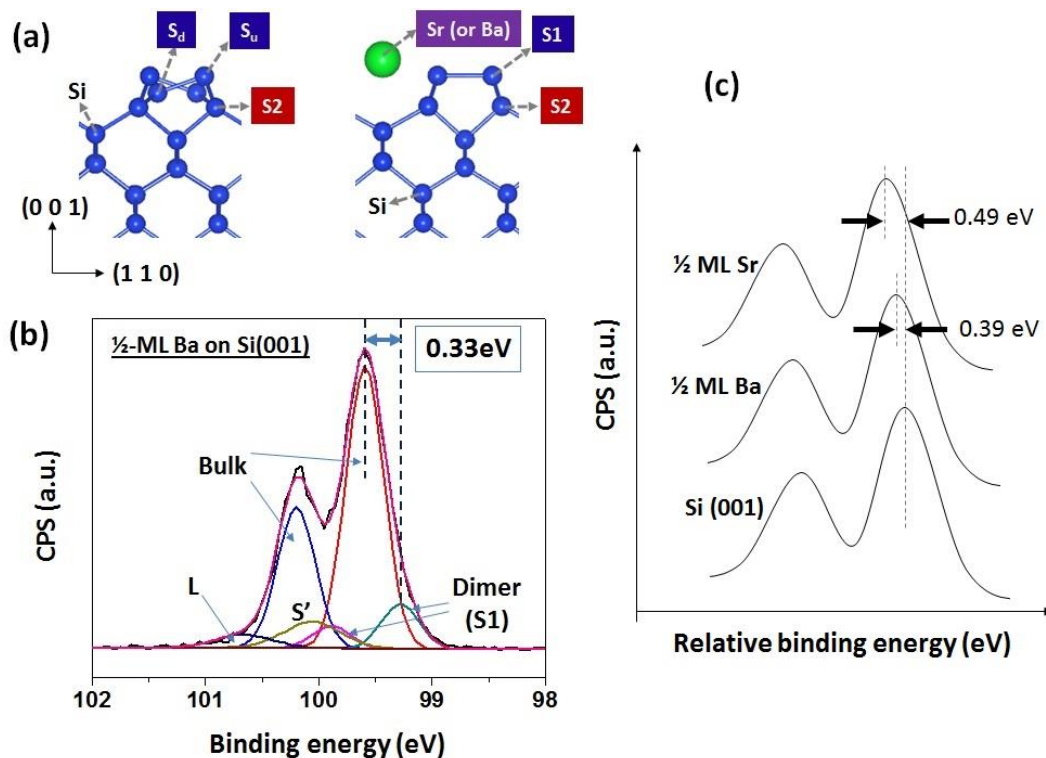 (a)
S_d
S_u
Si
S2
(0 0 1)
(1 1 0)
Sr (or Ba)
S1
S2
Si
(b)
½-ML Ba on Si(001)
0.33eV
Bulk
L
S'
Dimer
(S1)
CPS (a.u.)
102
101
100
99
98
Binding energy (eV)
(c)
0.49 eV
½ ML Sr
0.39 eV
½ ML Ba
Si (001)
CPS (a.u.)
Relative binding energy (eV)